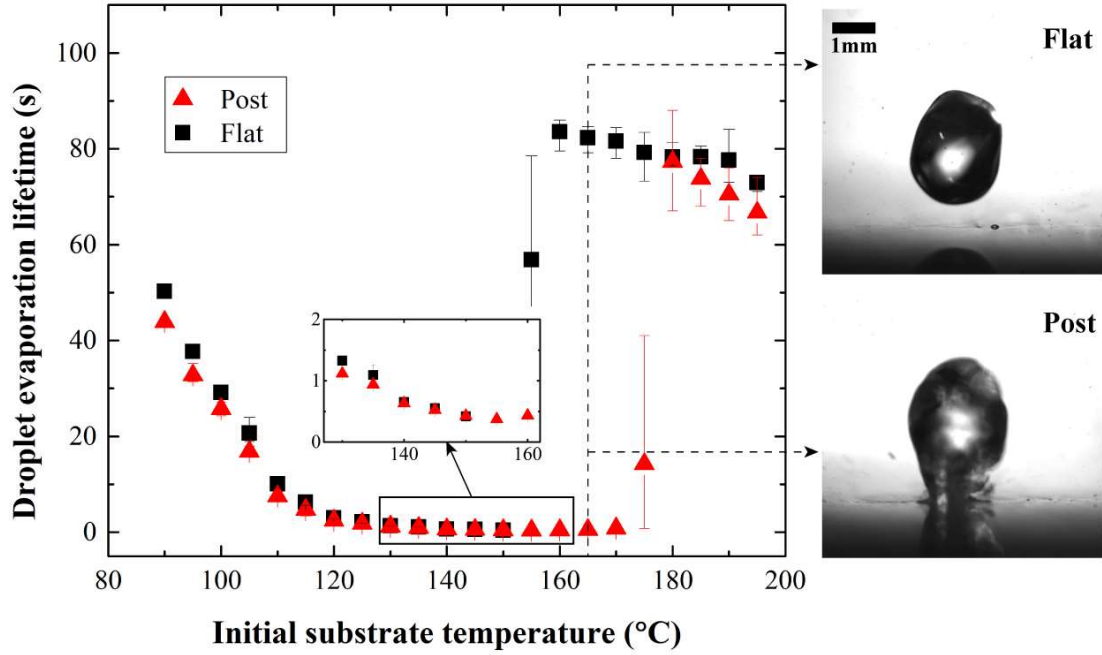 Droplet evaporation lifetime (s)
100
80
60
40
20
0
Post
Flat
2
1
0
140
160
80
100
120
140
160
180
200
Initial substrate temperature (°C)
1mm
Flat
Post